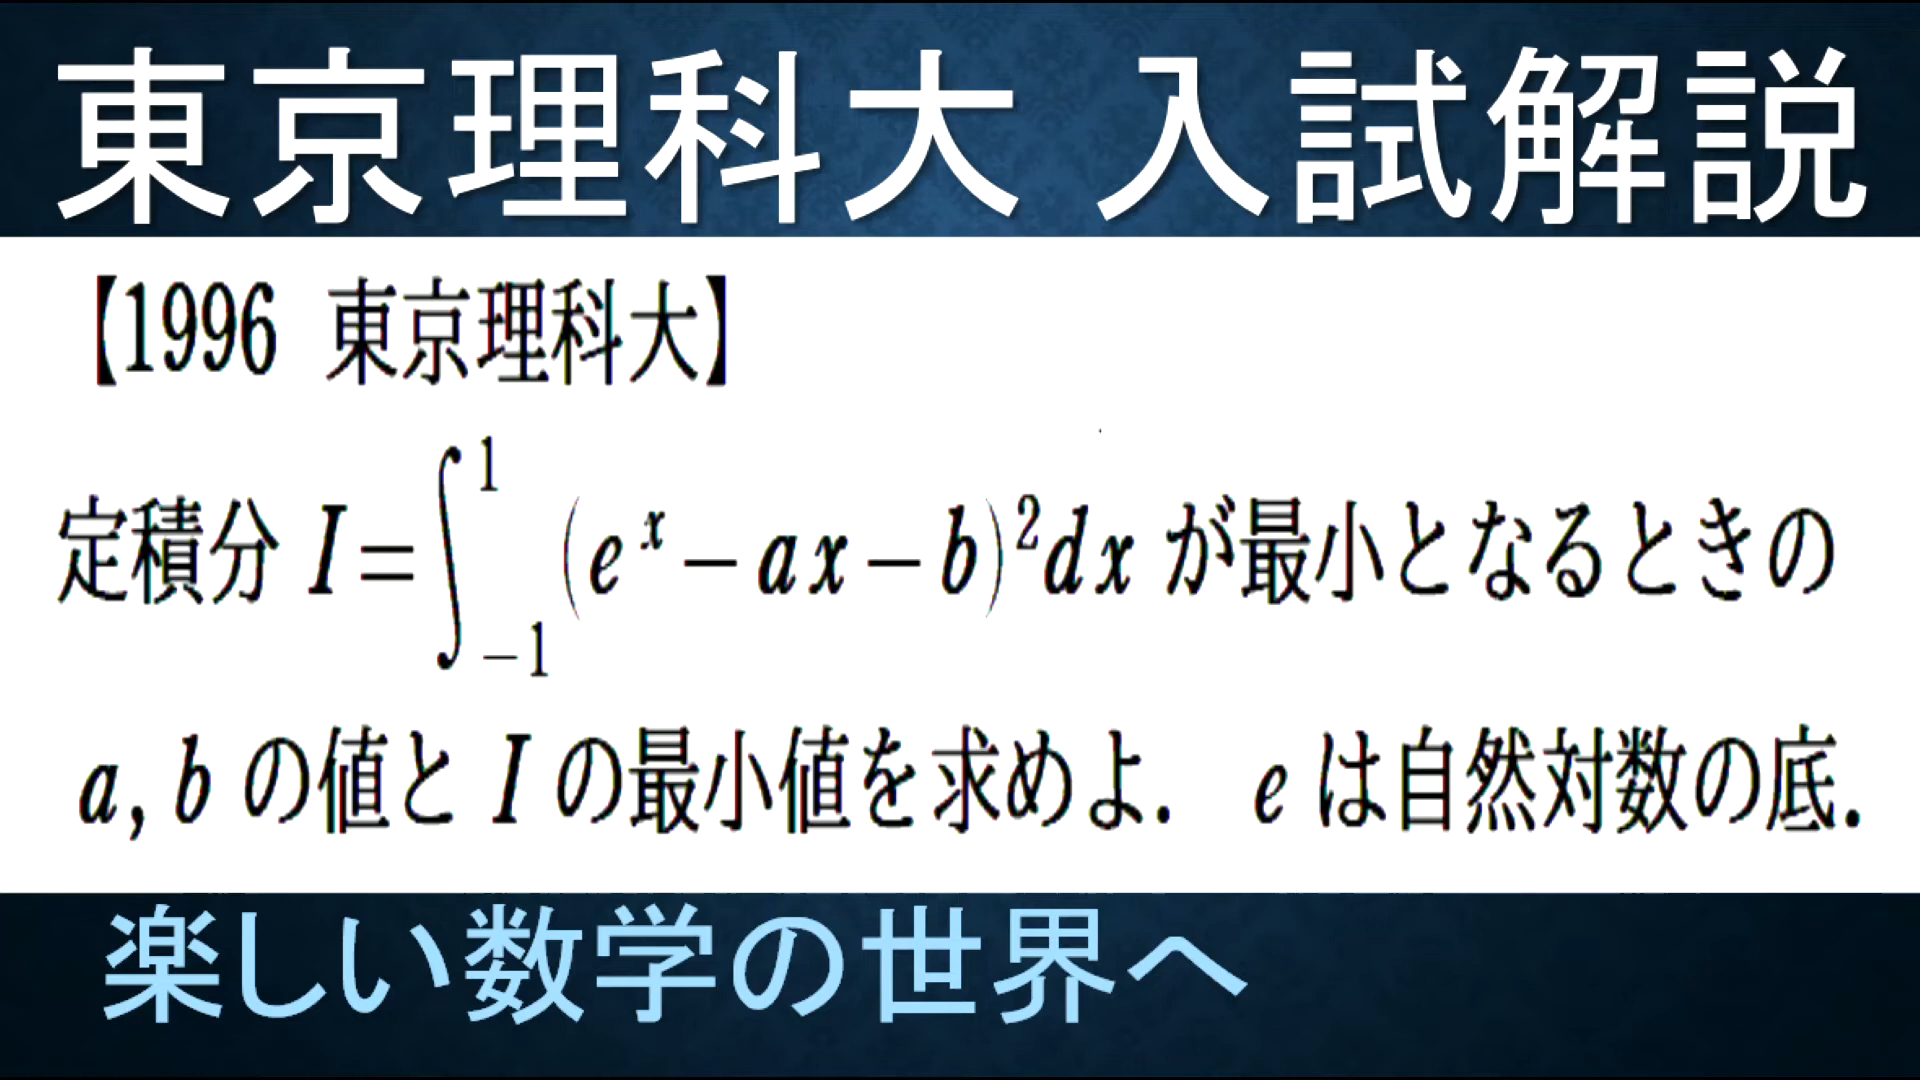 東京理科大 入試解説
【1996 東京理科大】
定積分 I=∫_{-1}^{1} (e^x−ax−b)^2dx が最小となるときの
a, b の値と I の最小値を求めよ. e は自然対数の底.
楽しい数学の世界へ